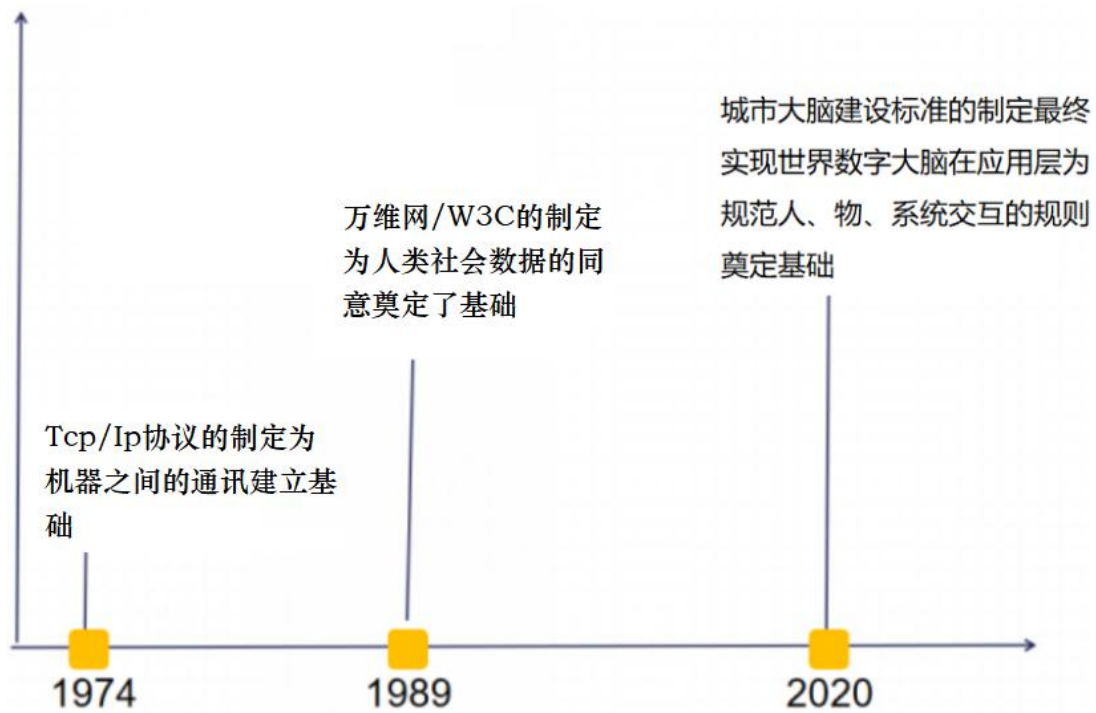 城市大脑建设标准的制定最终
实现世界数字大脑在应用层为
规范人、物、系统交互的规则
奠定基础
万维网/W3C的制定
为人类社会数据的同
意奠定了基础
Tcp/Ip协议的制定为
机器之间的通讯建立基
础
1974
1989
2020